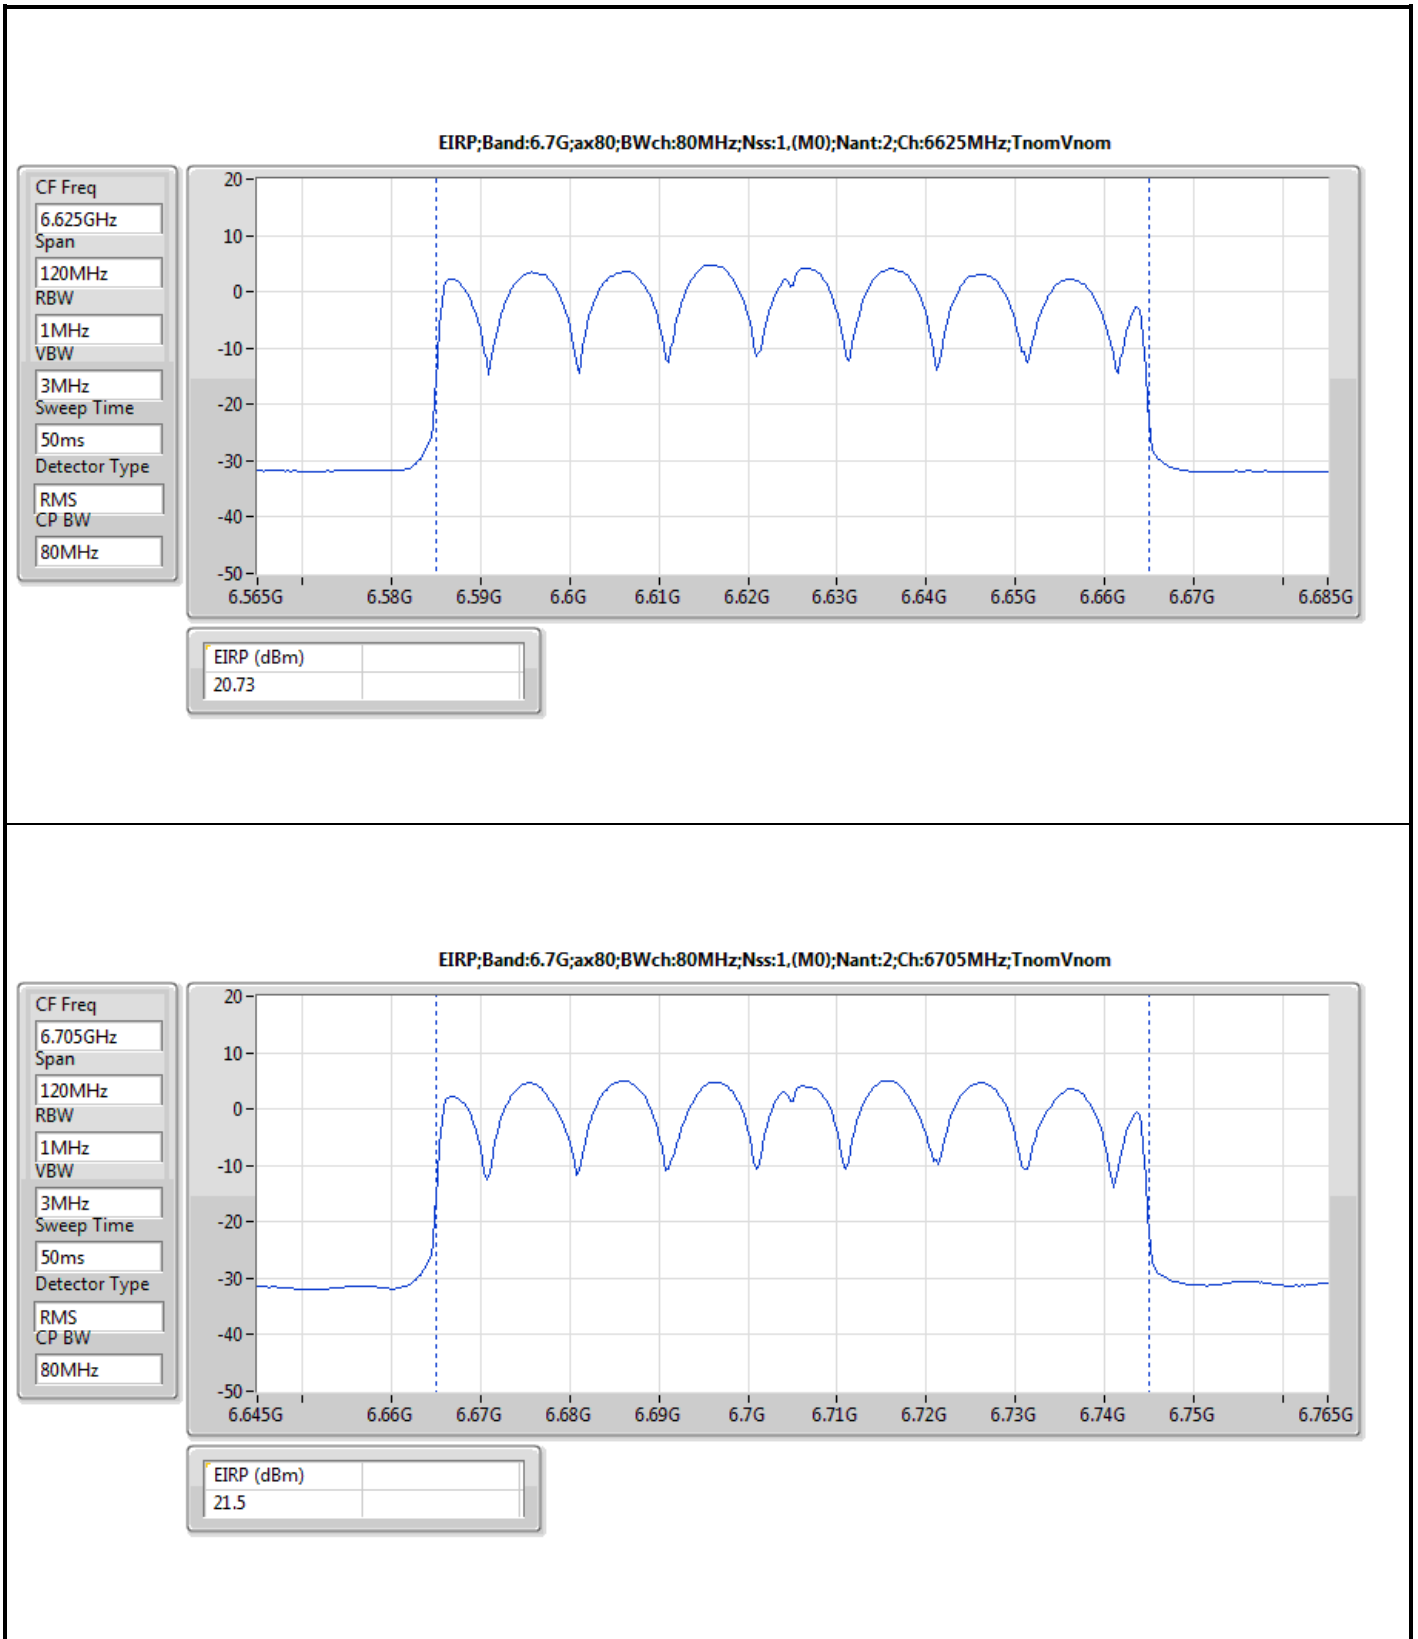 EIRP;Band:6.7G;ax80;BWch:80MHz;Nss:1,(M0);Nant:2;Ch:6625MHz;TnomVnom
CF Freq
6.625GHz
Span
120MHz
RBW
1MHz
VBW
3MHz
Sweep Time
50ms
Detector Type
RMS
CP BW
80MHz
20
10
0
-10
-20
-30
-40
-50
6.565G 6.58G 6.59G 6.6G 6.61G 6.62G 6.63G 6.64G 6.65G 6.66G 6.67G 6.685G
EIRP (dBm)
20.73
EIRP;Band:6.7G;ax80;BWch:80MHz;Nss:1,(M0);Nant:2;Ch:6705MHz;TnomVnom
CF Freq
6.705GHz
Span
120MHz
RBW
1MHz
VBW
3MHz
Sweep Time
50ms
Detector Type
RMS
CP BW
80MHz
20
10
0
-10
-20
-30
-40
-50
6.645G 6.66G 6.67G 6.68G 6.69G 6.7G 6.71G 6.72G 6.73G 6.74G 6.75G 6.765G
EIRP (dBm)
21.5